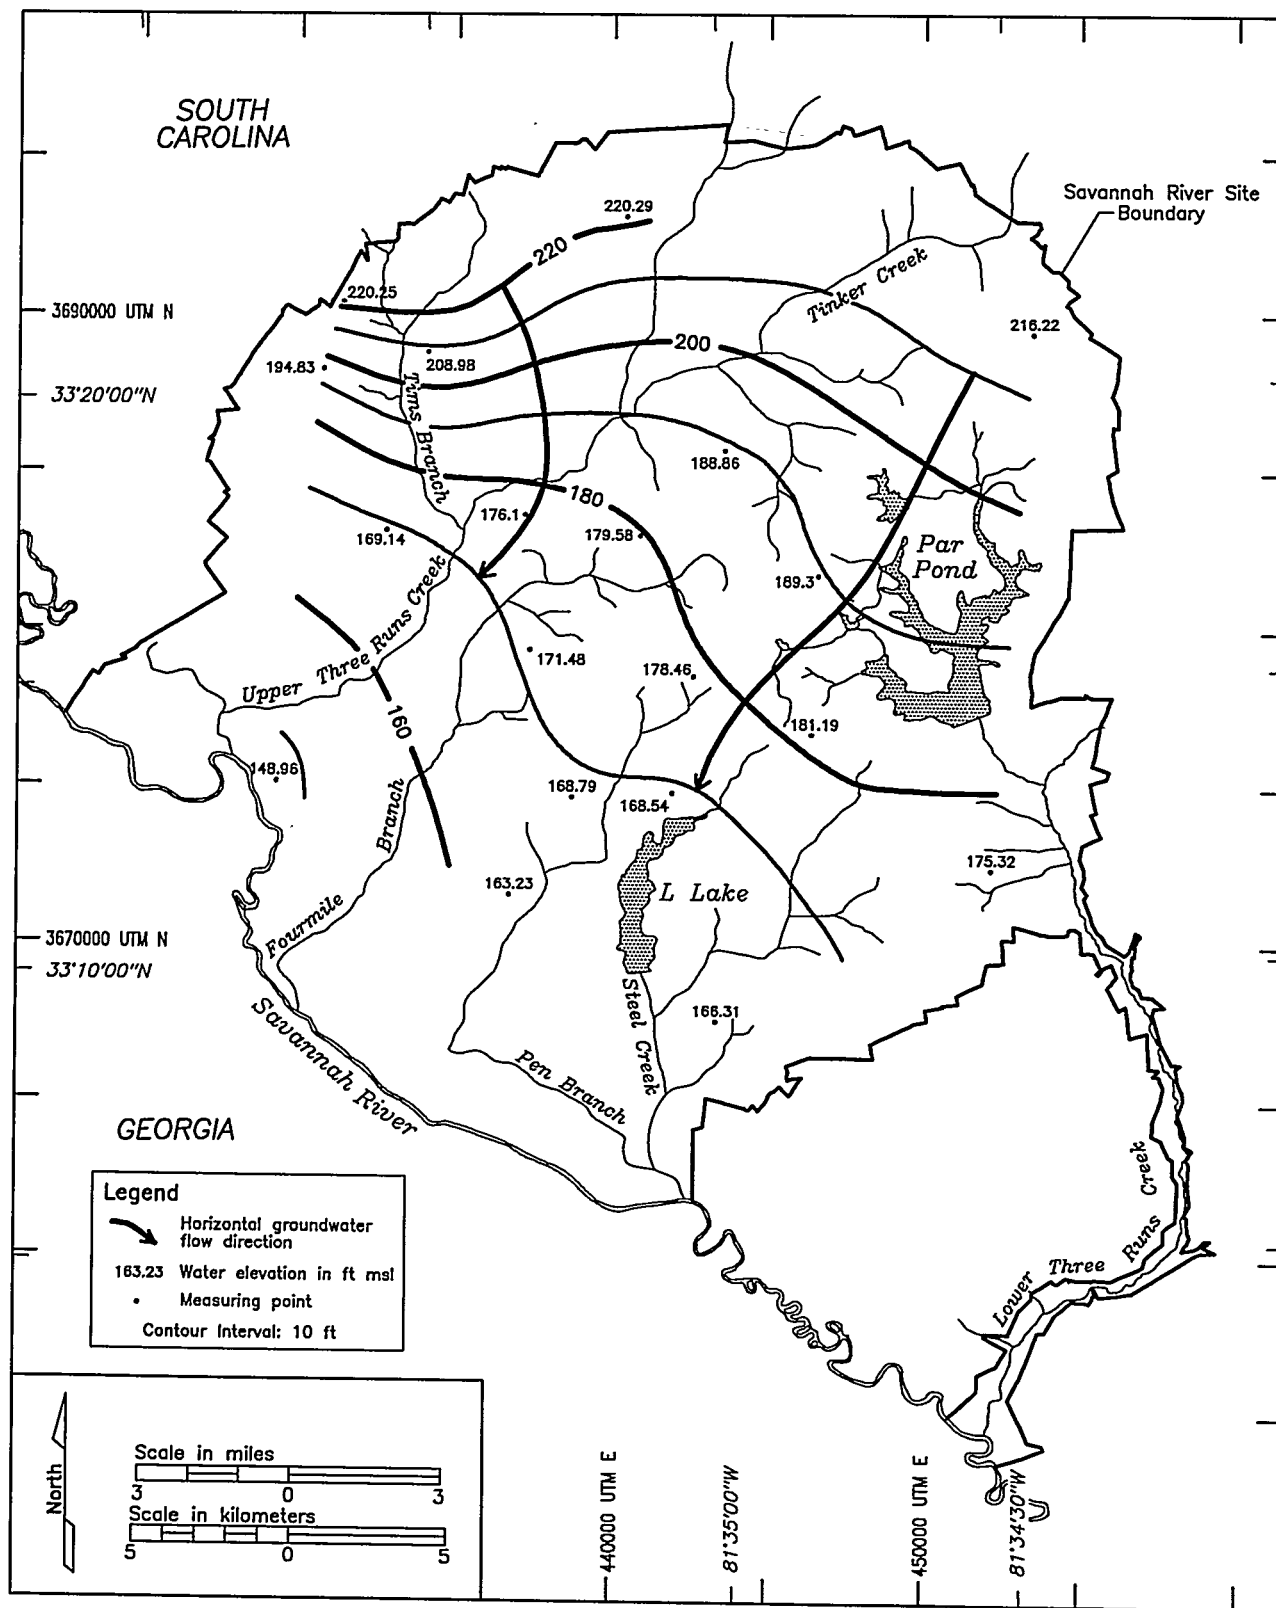 SOUTH
CAROLINA
Savannah River Site
Boundary
220.29
220
Tinker Creek
220.25
3690000 UTM N
216.22
208.98
200
194.83
33°20'00"N
Tims Branch
188.86
180
176.1
179.58
169.14
Par
Pond
189.3
Upper Three Runs Creek
171.48
178.46
160
181.19
148.96
168.79
168.54
Fourmile Branch
175.32
163.23
L Lake
3670000 UTM N
33°10'00"N
Steel Creek
Savannah River
166.31
Pen Branch
GEORGIA
Lower Three Runs Creek
Legend
Horizontal groundwater
flow direction
163.23 Water elevation in ft msl
Measuring point
Contour Interval: 10 ft
North
Scale in miles
3 0 3
Scale in kilometers
5 0 5
440000 UTM E
81°35'00"W
450000 UTM E
81°34'30"W